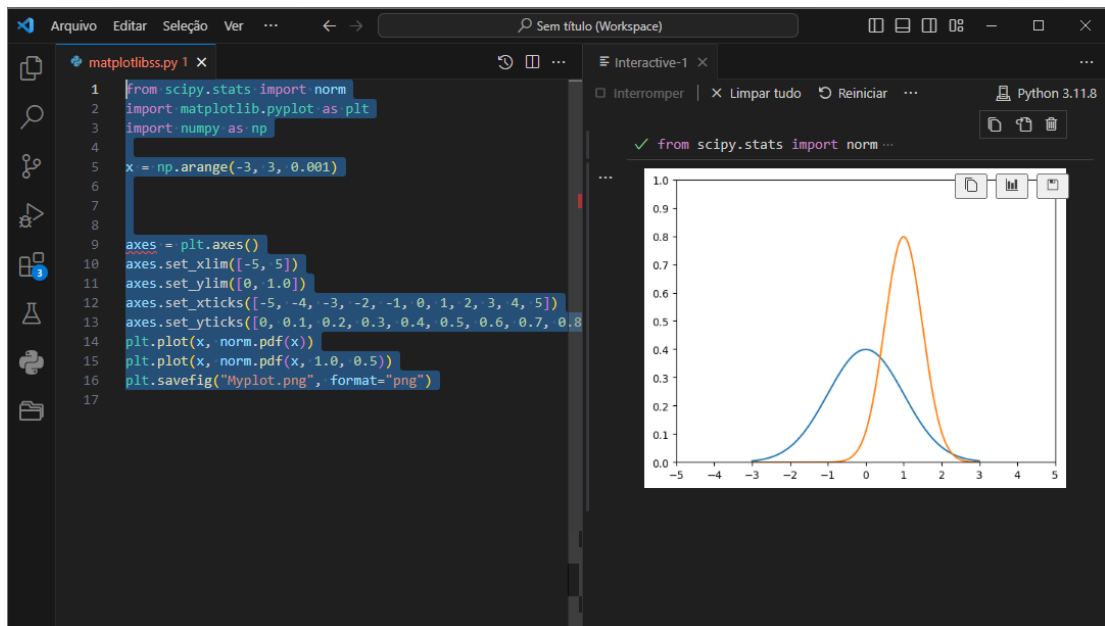 Arquivo Editar Seleção Ver ··· ← → Sem título (Workspace)
matplotlibss.py 1 ×
1 from scipy.stats import norm
2 import matplotlib.pyplot as plt
3 import numpy as np
4
5 x = np.arange(-3, 3, 0.001)
6
7
8
9 axes = plt.axes()
10 axes.set_xlim([-5, 5])
11 axes.set_ylim([0, 1.0])
12 axes.set_xticks([-5, -4, -3, -2, -1, 0, 1, 2, 3, 4, 5])
13 axes.set_yticks([0, 0.1, 0.2, 0.3, 0.4, 0.5, 0.6, 0.7, 0.8
14 plt.plot(x, norm.pdf(x))
15 plt.plot(x, norm.pdf(x, 1.0, 0.5))
16 plt.savefig("Myplot.png", format="png")
17
3
Interactive-1 ×
Interromper | × Limpar tudo Reiniciar ··· Python 3.11.8
✓ from scipy.stats import norm ···
1.0
0.9
0.8
0.7
0.6
0.5
0.4
0.3
0.2
0.1
0.0
−5 −4 −3 −2 −1 0 1 2 3 4 5